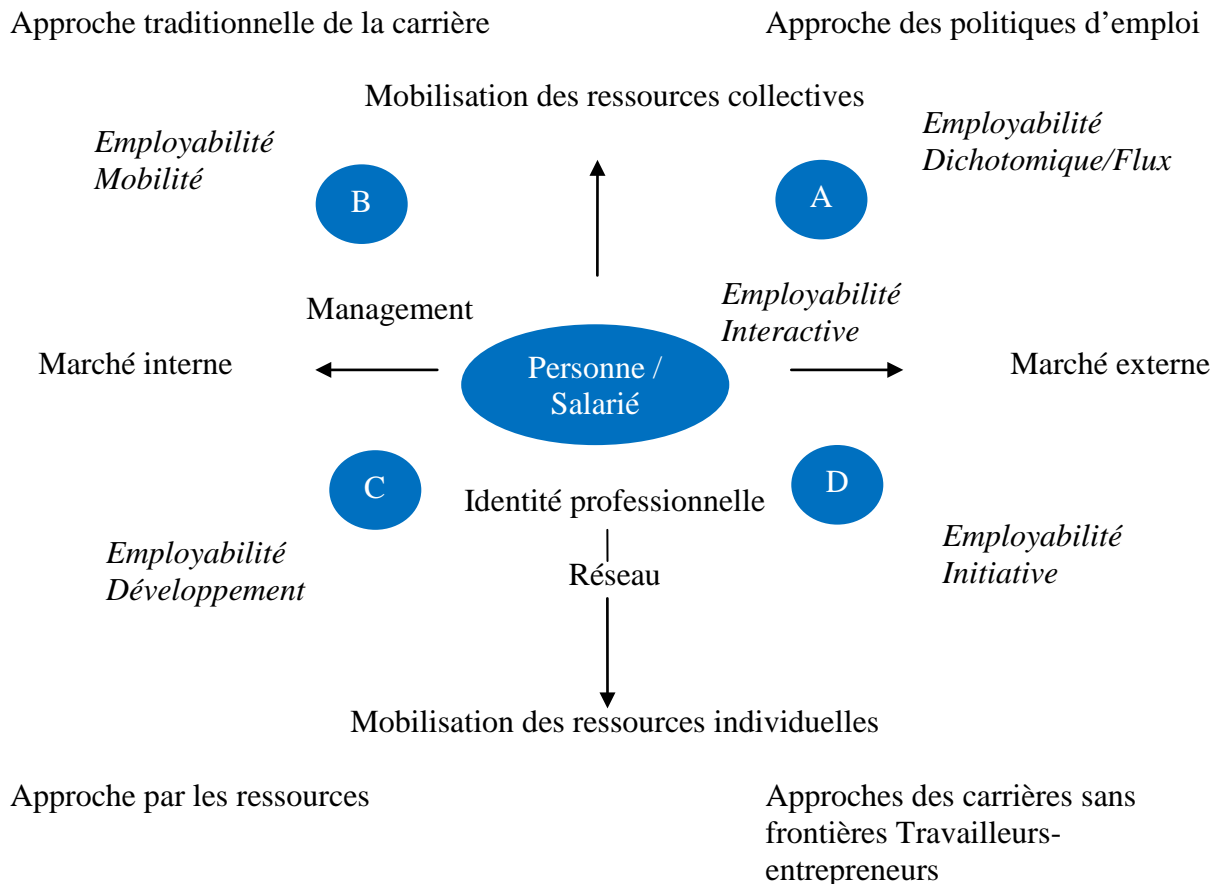 Approche traditionnelle de la carrière
Approche des politiques d’emploi
Mobilisation des ressources collectives
Employabilité
Mobilité
Employabilité
Dichotomique/Flux
B
A
Management
Employabilité
Interactive
Marché interne
Personne /
Salarié
Marché externe
C
D
Identité professionnelle
Employabilité
Développement
Réseau
Employabilité
Initiative
Mobilisation des ressources individuelles
Approche par les ressources
Approches des carrières sans
frontières Travailleurs-
entrepreneurs